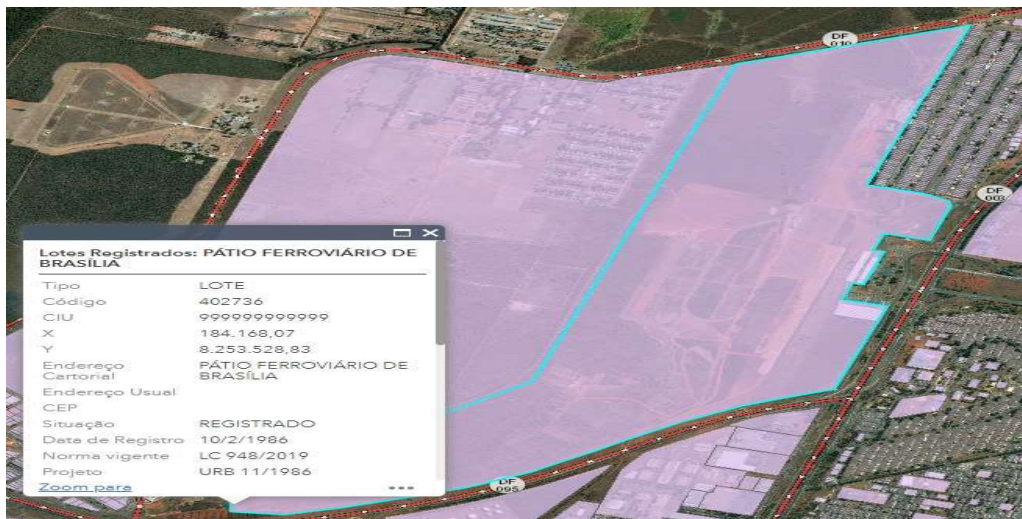 DF
010
DF
003
Lotes Registrados: PÁTIO FERROVIÁRIO DE
BRASÍLIA
Tipo LOTE
Código 402736
CIU 999999999999
X 184.168,07
Y 8.253.528,83
Endereço Cartorial PÁTIO FERROVIÁRIO DE BRASÍLIA
Endereço Usual
CEP
Situação REGISTRADO
Data de Registro 10/2/1986
Norma vigente LC 948/2019
Projeto URB 11/1986
Zoom para
DF
095